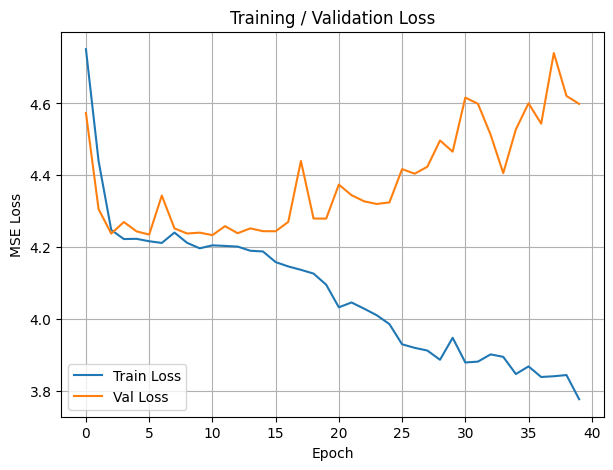 Training / Validation Loss
MSE Loss
4.6
4.4
4.2
4.0
3.8
Train Loss
Val Loss
0 5 10 15 20 25 30 35 40
Epoch